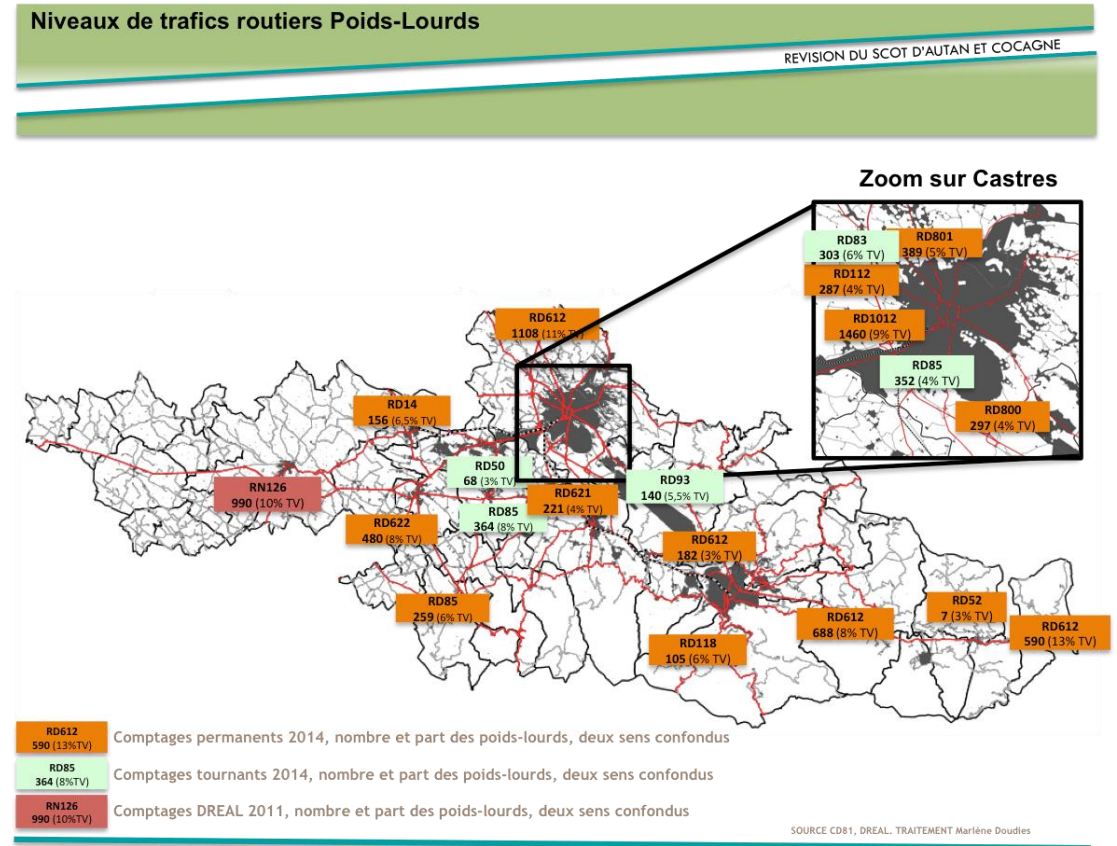 Niveaux de trafics routiers Poids-Lourds
REVISION DU SCOT D'AUTAN ET COCAGNE
Zoom sur Castres
RD83
303 (6% TV)
RD801
389 (5% TV)
RD112
287 (4% TV)
RD1012
1460 (9% TV)
RD85
352 (4% TV)
RD800
297 (4% TV)
RD612
1108 (11% TV)
RD14
156 (6,5% TV)
RD50
68 (3% TV)
RD93
140 (5,5% TV)
RN126
990 (10% TV)
RD621
221 (4% TV)
RD85
364 (8% TV)
RD622
480 (8% TV)
RD612
182 (3% TV)
RD85
259 (6% TV)
RD52
7 (3% TV)
RD612
688 (8% TV)
RD612
590 (13% TV)
RD118
105 (6% TV)
RD612
590 (13%TV)
Comptages permanents 2014, nombre et part des poids-lourds, deux sens confondus
RD85
364 (8%TV)
Comptages tournants 2014, nombre et part des poids-lourds, deux sens confondus
RN126
990 (10%TV)
Comptages DREAL 2011, nombre et part des poids-lourds, deux sens confondus
SOURCE CD81, DREAL. TRAITEMENT Marlène Doudies